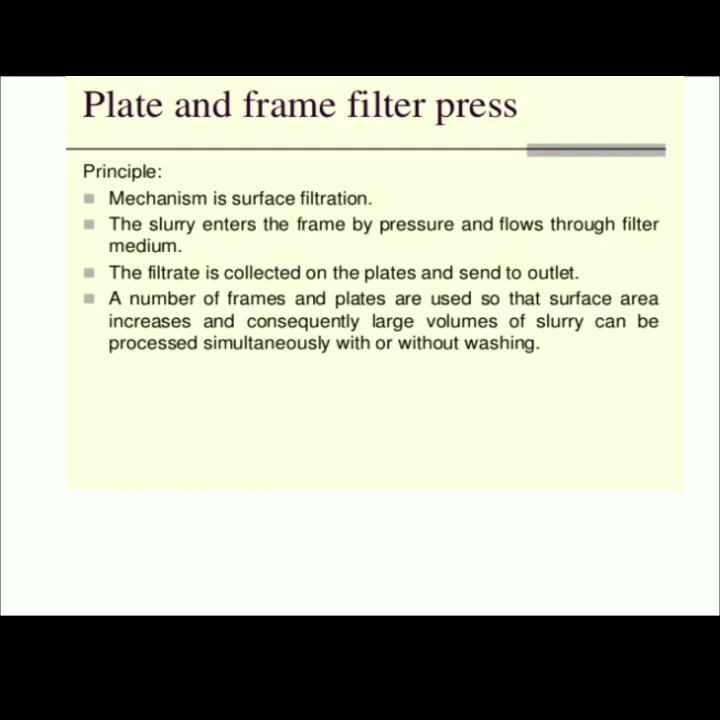 Plate and frame filter press
Principle:
Mechanism is surface filtration.
The slurry enters the frame by pressure and flows through filter
medium.
The filtrate is collected on the plates and send to outlet.
A number of frames and plates are used so that surface area
increases and consequently large volumes of slurry can be
processed simultaneously with or without washing.